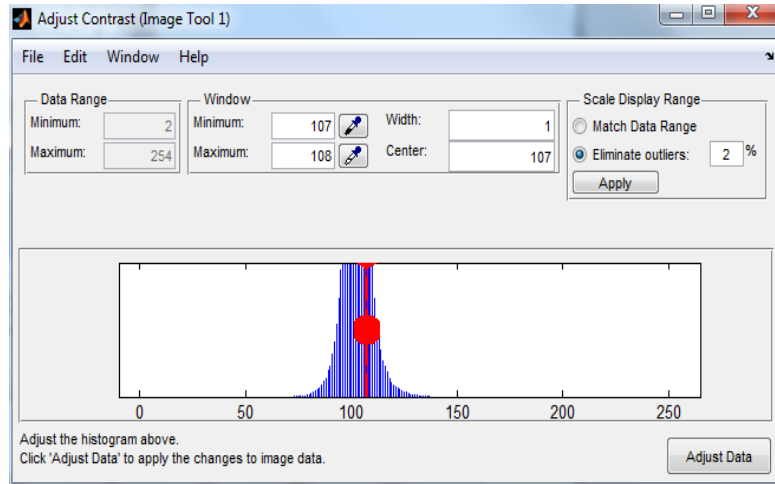 Adjust Contrast (Image Tool 1)
File Edit Window Help
Data Range
Minimum: 2
Maximum: 254
Window
Minimum: 107
Maximum: 108
Width: 1
Center: 107
Scale Display Range
Match Data Range
Eliminate outliers: 2 %
Apply
0 50 100 150 200 250
Adjust the histogram above.
Click 'Adjust Data' to apply the changes to image data.
Adjust Data